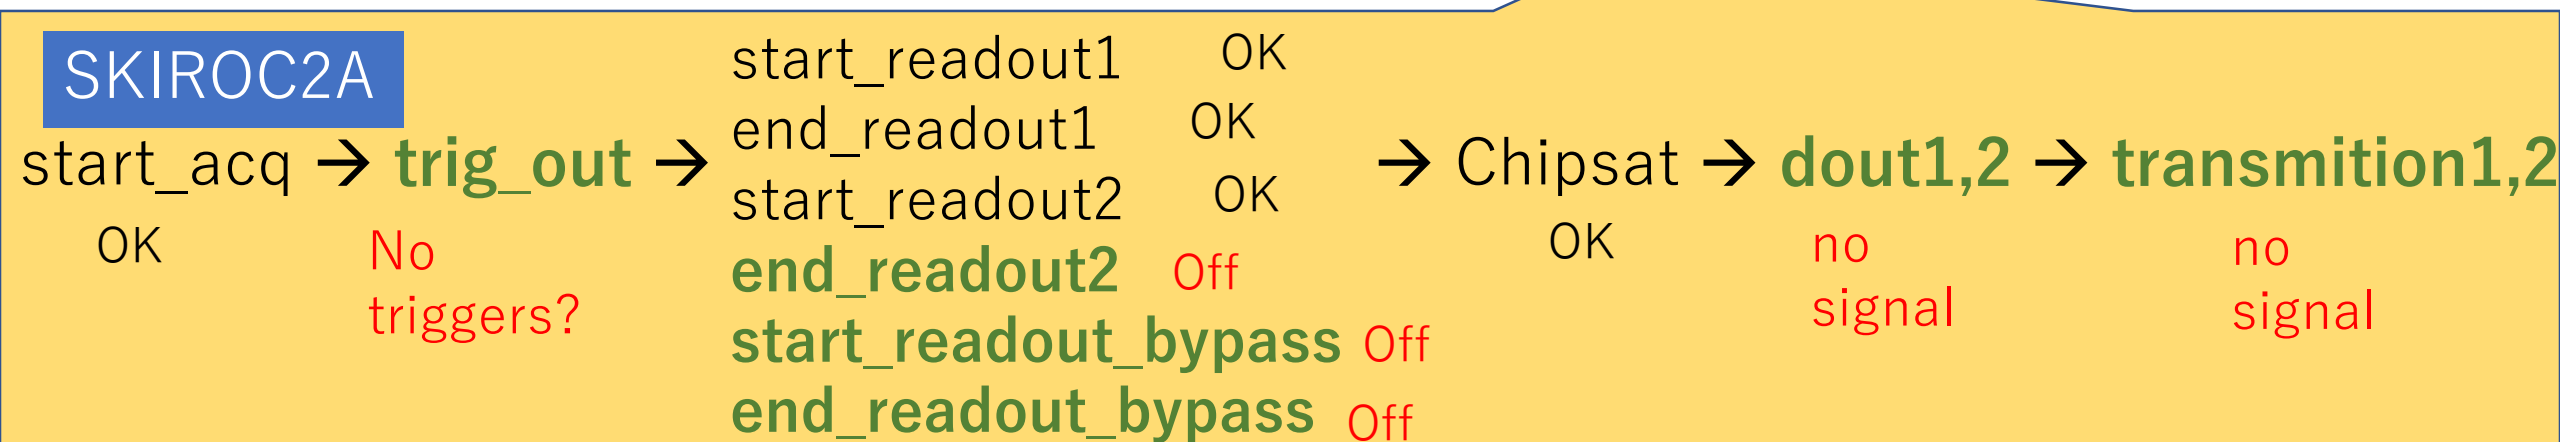 SKIROC2A
start_acq → trig_out →
OK
No
triggers?
start_readout1 OK
end_readout1 OK
start_readout2 OK
end_readout2 Off
start_readout_bypass Off
end_readout_bypass Off
→ Chipsat → dout1,2 → transmition1,2
OK
no
signal
no
signal